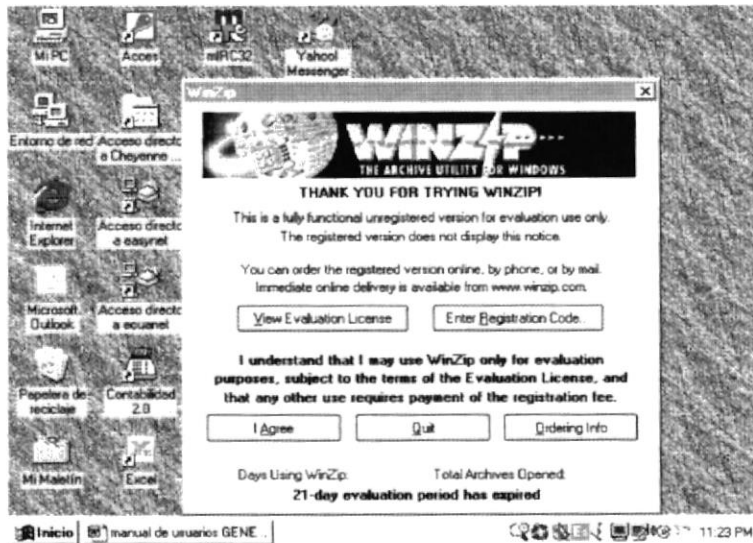 Mi PC
Acces
mIRC32
Yahoo!
Messenger
Entorno de red
Acceso directo
a Cheyenne ...
Internet
Explorer
Acceso directo
a easynet
Microsoft
Outlook
Acceso directo
a ecuanet
Papelera de
reciclaje
Contabilidad
2.0
Mi Maletín
Excel
WinZip
WINZIP
THE ARCHIVE UTILITY FOR WINDOWS
THANK YOU FOR TRYING WINZIP!
This is a fully functional unregistered version for evaluation use only.
The registered version does not display this notice.
You can order the registered version online, by phone, or by mail.
Immediate online delivery is available from www.winzip.com.
View Evaluation License
Enter Registration Code..
I understand that I may use WinZip only for evaluation
purposes, subject to the terms of the Evaluation License, and
that any other use requires payment of the registration fee.
I Agree
Quit
Ordering Info
Days Using WinZip:
Total Archives Opened:
21-day evaluation period has expired
Inicio
manual de usuarios GENE...
11:23 PM